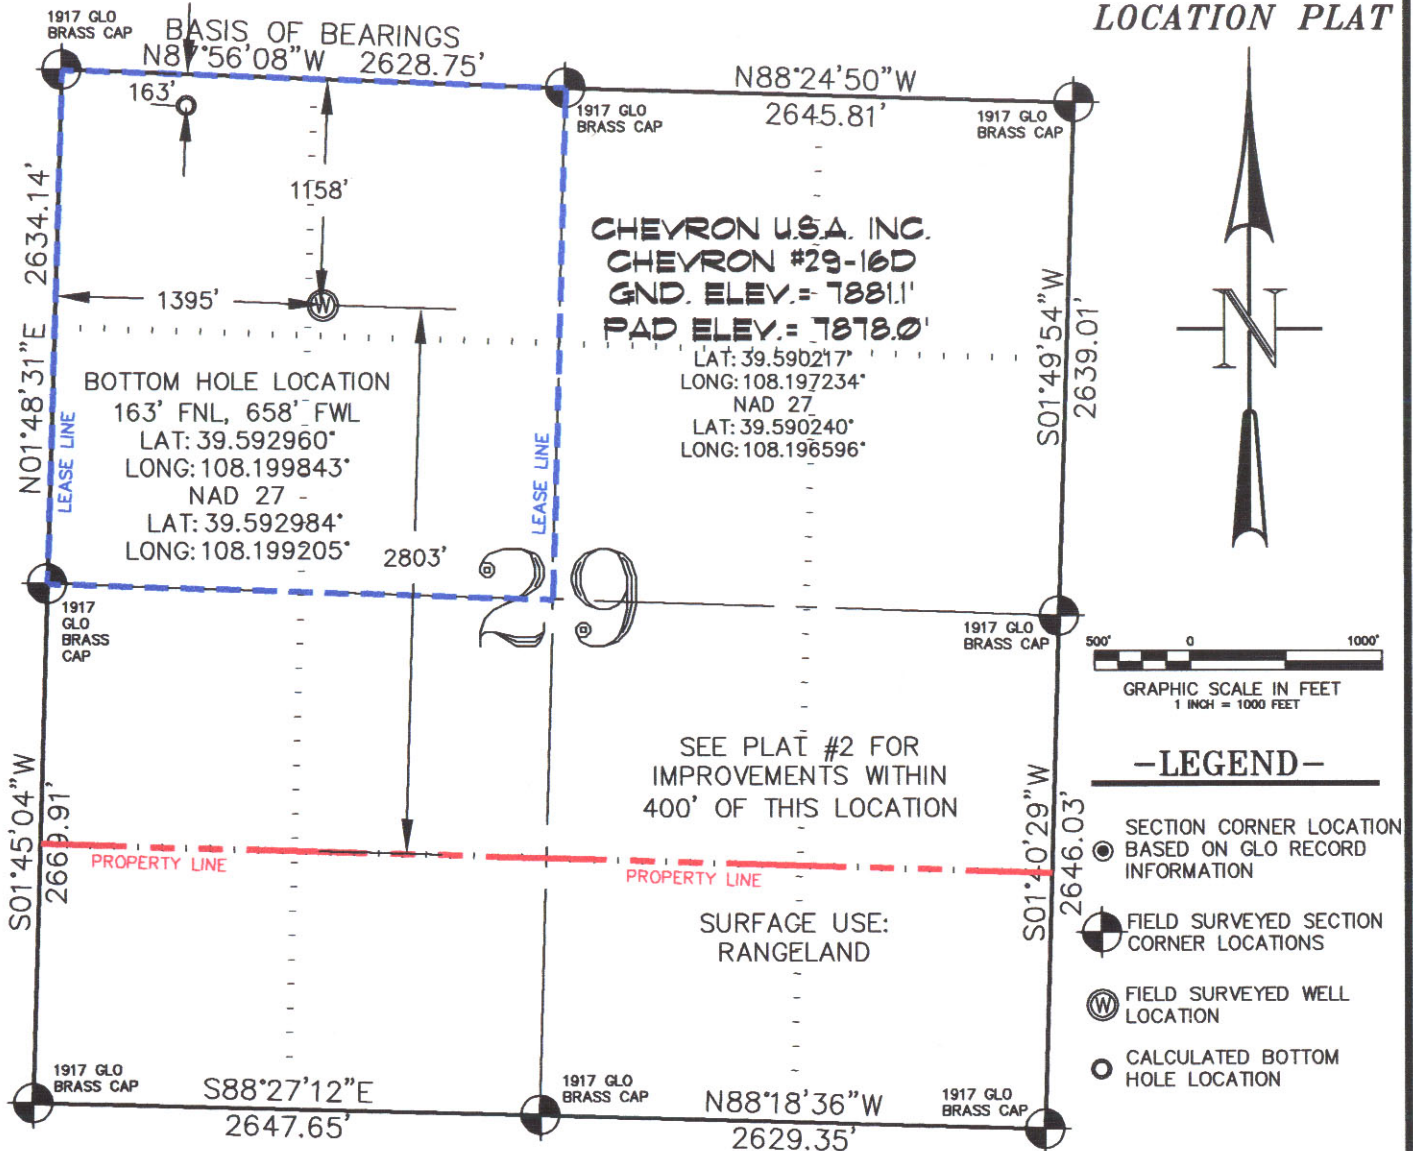 LOCATION PLAT
1917 GLO
BRASS CAP
BASIS OF BEARINGS
N87°56'08"W 2628.75'
163'
1917 GLO
BRASS CAP
N88°24'50"W
2645.81'
1917 GLO
BRASS CAP
N01°48'31"E 2634.14'
1158'
1395'
W
CHEVRON U.S.A. INC.
CHEVRON #29-16D
GND. ELEV.= 7881.1'
PAD ELEV.= 7878.0'
LAT: 39.590217°
LONG: 108.197234°
NAD 27
LAT: 39.590240°
LONG: 108.196596°
S01°49'54"W
2639.01'
BOTTOM HOLE LOCATION
163' FNL, 658' FWL
LAT: 39.592960°
LONG: 108.199843°
NAD 27
LAT: 39.592984°
LONG: 108.199205°
LEASE LINE
LEASE LINE
2803'
29
1917
GLO
BRASS
CAP
1917 GLO
BRASS CAP
S01°45'04"W
2669.91'
SEE PLAT #2 FOR
IMPROVEMENTS WITHIN
400' OF THIS LOCATION
PROPERTY LINE
PROPERTY LINE
SURFACE USE:
RANGELAND
S01°40'29"W
2646.03'
1917 GLO
BRASS CAP
S88°27'12"E
2647.65'
1917 GLO
BRASS CAP
N88°18'36"W
2629.35'
1917 GLO
BRASS CAP
N
500' 0 1000'
GRAPHIC SCALE IN FEET
1 INCH = 1000 FEET
-LEGEND-
SECTION CORNER LOCATION
BASED ON GLO RECORD
INFORMATION
FIELD SURVEYED SECTION
CORNER LOCATIONS
W FIELD SURVEYED WELL
LOCATION
CALCULATED BOTTOM
HOLE LOCATION